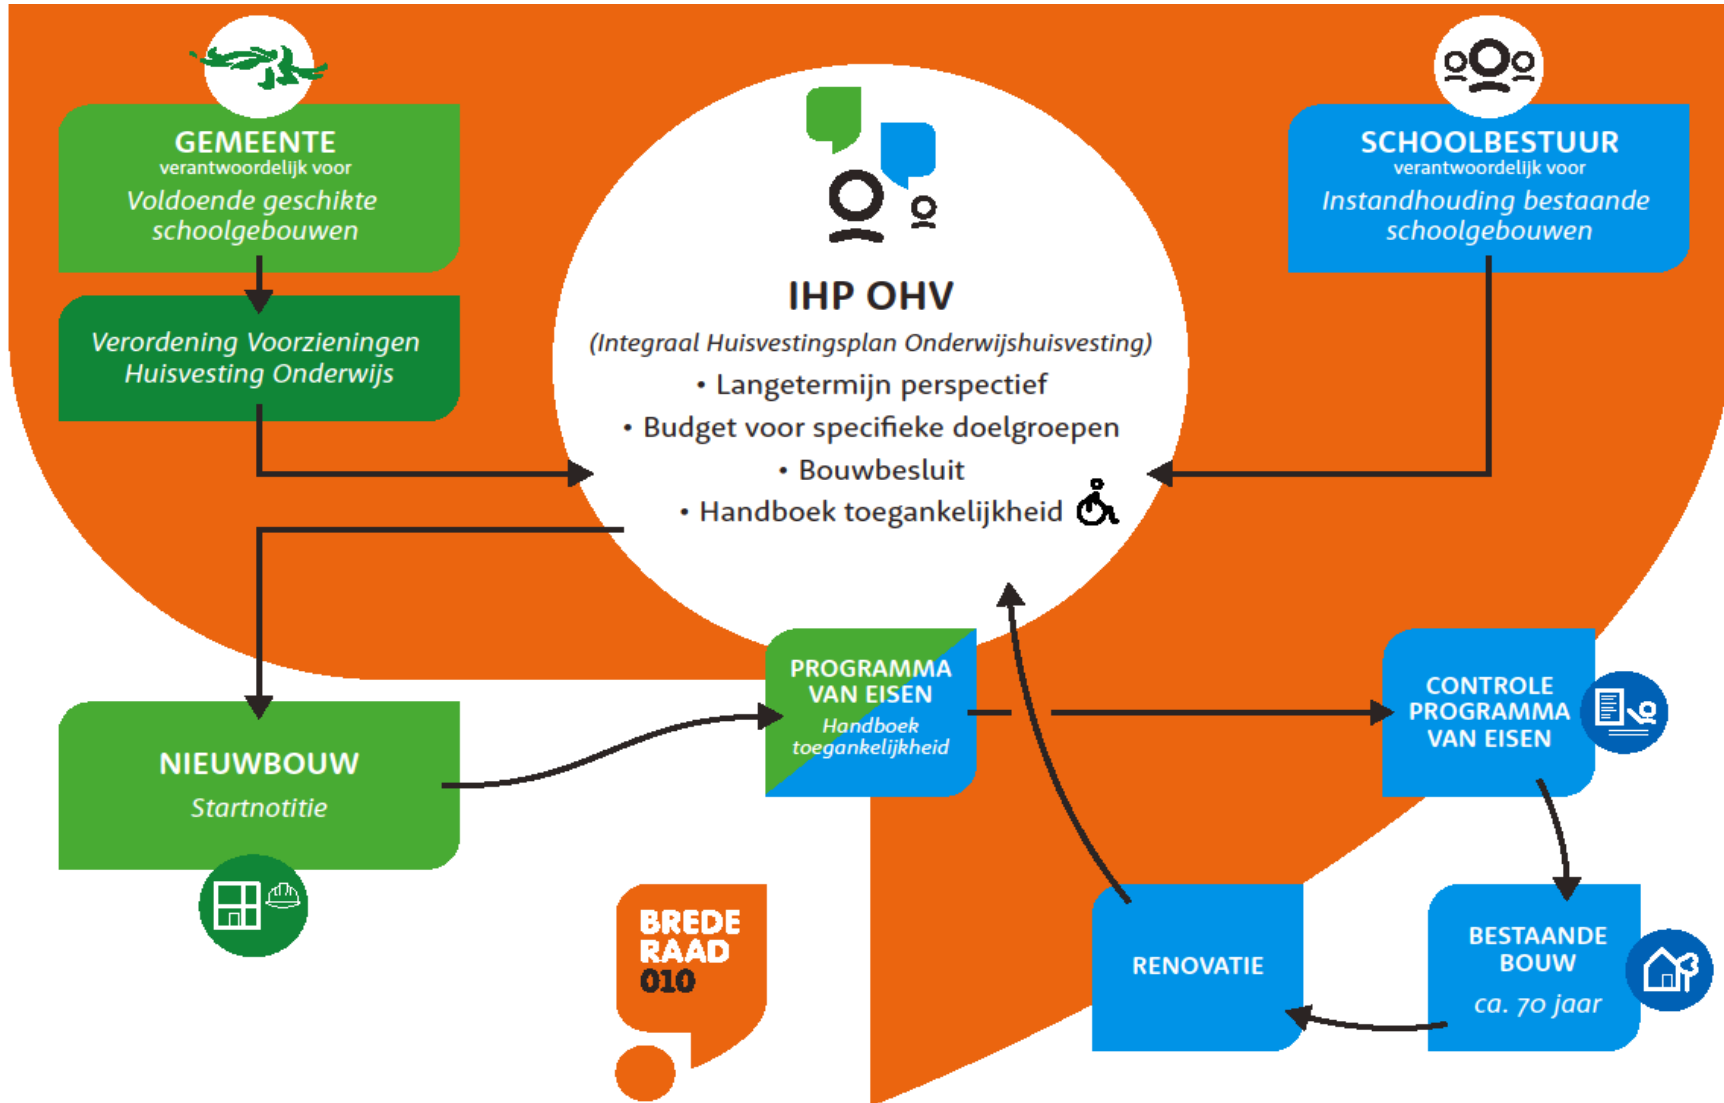 GEMEENTE
verantwoordelijk voor
Voldoende geschikte
schoolgebouwen
Verordening Voorzieningen
Huisvesting Onderwijs
SCHOOLBESTUUR
verantwoordelijk voor
Instandhouding bestaande
schoolgebouwen
IHP OHV
(Integraal Huisvestingsplan Onderwijshuisvesting)
• Langetermijn perspectief
• Budget voor specifieke doelgroepen
• Bouwbesluit
• Handboek toegankelijkheid
NIEUWBOUW
Startnotitie
PROGRAMMA
VAN EISEN
Handboek
toegankelijkheid
CONTROLE
PROGRAMMA
VAN EISEN
BESTAANDE
BOUW
ca. 70 jaar
RENOVATIE
BREDE
RAAD
010